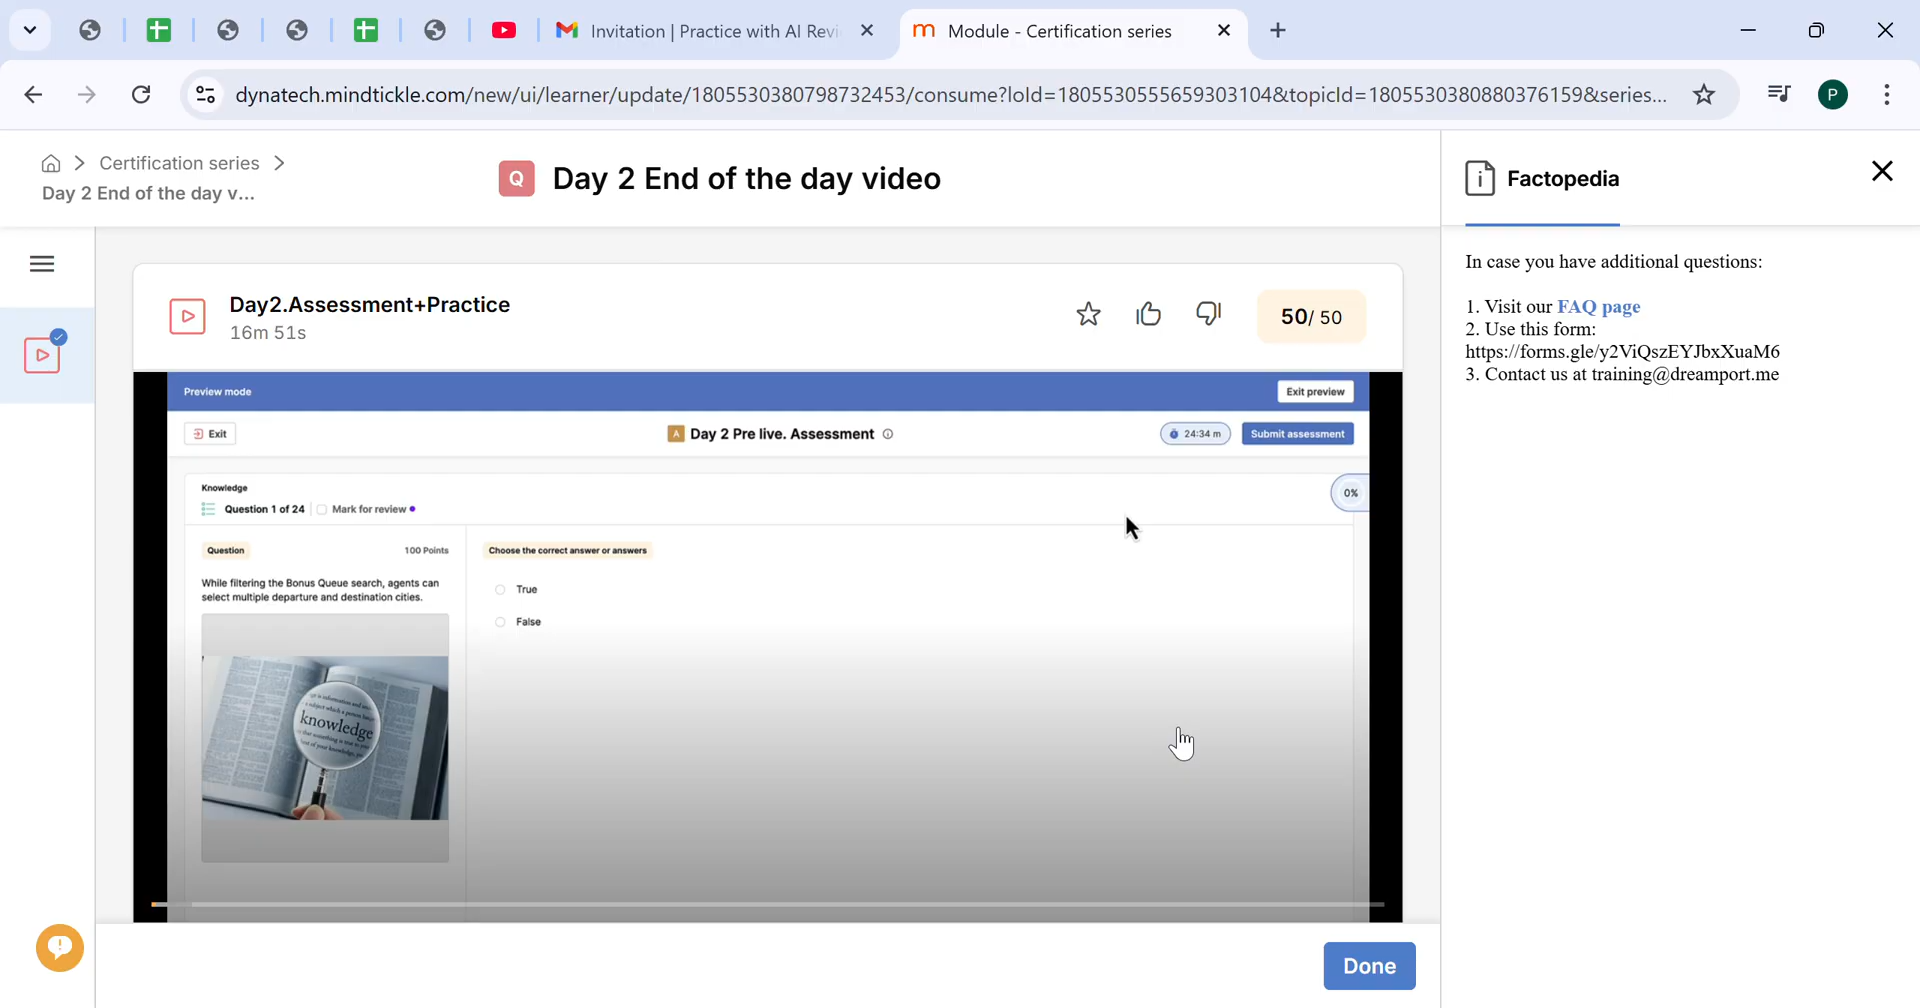 Invitation | Practice with AI Revi
Module - Certification series
dynatech.mindtickle.com/new/ui/learner/update/1805530380798732453/consume?loId=1805530555659303104&topicId=1805530380880376159&series...
P
Certification series
Day 2 End of the day v...
Q
Day 2 End of the day video
Factopedia
In case you have additional questions:
1. Visit our FAQ page
2. Use this form:
https://forms.gle/y2ViQszEYJbxXuaM6
3. Contact us at training@dreamport.me
Day2.Assessment+Practice
16m 51s
50/ 50
Preview mode
Exit preview
Exit
A
Day 2 Pre live. Assessment
24:34 m
Submit assessment
Knowledge
Question 1 of 24
Mark for review
0%
Question
100 Points
Choose the correct answer or answers
While filtering the Bonus Queue search, agents can
select multiple departure and destination cities.
True
False
knowledge
Done